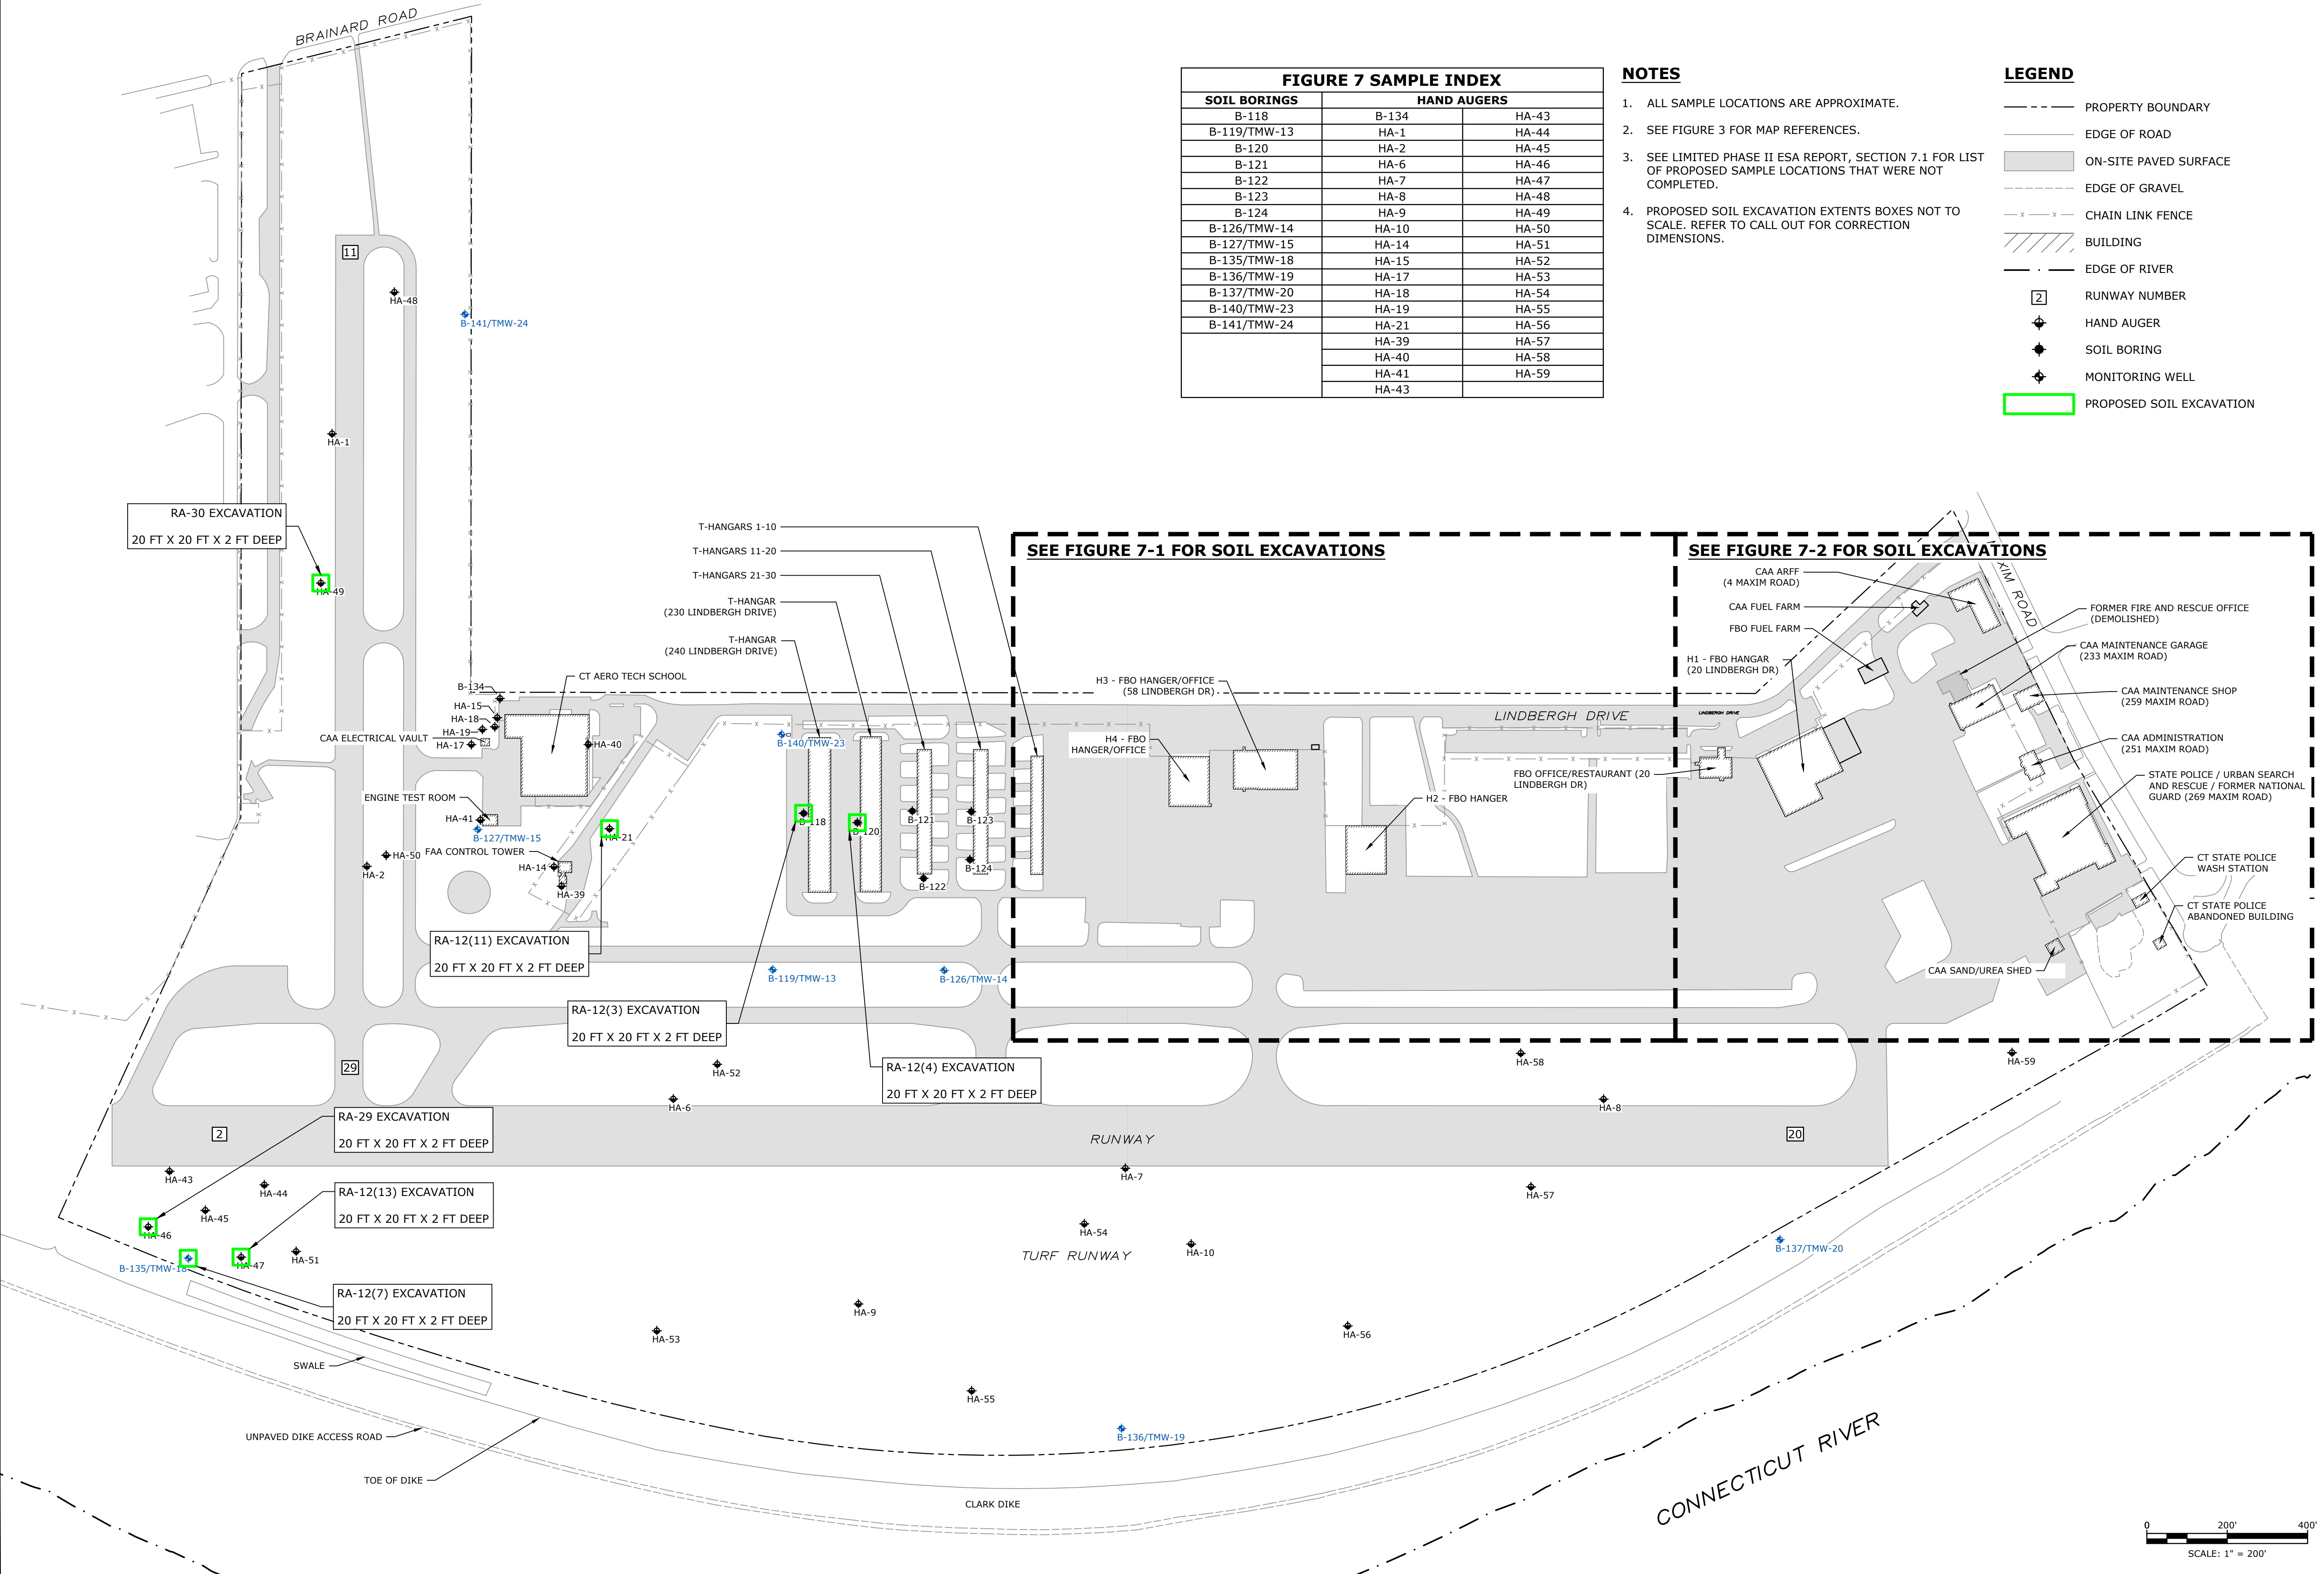 BRAINARD ROAD
FIGURE 7 SAMPLE INDEX
SOIL BORINGS HAND AUGERS
B-118 B-134 HA-43
B-119/TMW-13 HA-1 HA-44
B-120 HA-2 HA-45
B-121 HA-6 HA-46
B-122 HA-7 HA-47
B-123 HA-8 HA-48
B-124 HA-9 HA-49
B-126/TMW-14 HA-10 HA-50
B-127/TMW-15 HA-14 HA-51
B-135/TMW-18 HA-15 HA-52
B-136/TMW-19 HA-17 HA-53
B-137/TMW-20 HA-18 HA-54
B-140/TMW-23 HA-19 HA-55
B-141/TMW-24 HA-21 HA-56
HA-39 HA-57
HA-40 HA-58
HA-41 HA-59
HA-43
NOTES
1. ALL SAMPLE LOCATIONS ARE APPROXIMATE.
2. SEE FIGURE 3 FOR MAP REFERENCES.
3. SEE LIMITED PHASE II ESA REPORT, SECTION 7.1 FOR LIST
OF PROPOSED SAMPLE LOCATIONS THAT WERE NOT
COMPLETED.
4. PROPOSED SOIL EXCAVATION EXTENTS BOXES NOT TO
SCALE. REFER TO CALL OUT FOR CORRECTION
DIMENSIONS.
LEGEND
PROPERTY BOUNDARY
EDGE OF ROAD
ON-SITE PAVED SURFACE
EDGE OF GRAVEL
CHAIN LINK FENCE
BUILDING
EDGE OF RIVER
2 RUNWAY NUMBER
HAND AUGER
SOIL BORING
MONITORING WELL
PROPOSED SOIL EXCAVATION
11
HA-48
B-141/TMW-24
HA-1
RA-30 EXCAVATION
20 FT X 20 FT X 2 FT DEEP
HA-49
T-HANGARS 1-10
T-HANGARS 11-20
T-HANGARS 21-30
T-HANGAR
(230 LINDBERGH DRIVE)
T-HANGAR
(240 LINDBERGH DRIVE)
SEE FIGURE 7-1 FOR SOIL EXCAVATIONS
SEE FIGURE 7-2 FOR SOIL EXCAVATIONS
CAA ARFF
(4 MAXIM ROAD)
CAA FUEL FARM
FBO FUEL FARM
H1 - FBO HANGAR
(20 LINDBERGH DR)
XIM ROAD
FORMER FIRE AND RESCUE OFFICE
(DEMOLISHED)
CAA MAINTENANCE GARAGE
(233 MAXIM ROAD)
CAA MAINTENANCE SHOP
(259 MAXIM ROAD)
CAA ADMINISTRATION
(251 MAXIM ROAD)
STATE POLICE / URBAN SEARCH
AND RESCUE / FORMER NATIONAL
GUARD (269 MAXIM ROAD)
CT STATE POLICE
WASH STATION
CT STATE POLICE
ABANDONED BUILDING
CAA SAND/UREA SHED
H3 - FBO HANGER/OFFICE
(58 LINDBERGH DR)
H4 - FBO
HANGER/OFFICE
LINDBERGH DRIVE
LINDBERGH DRIVE
FBO OFFICE/RESTAURANT (20
LINDBERGH DR)
H2 - FBO HANGER
CT AERO TECH SCHOOL
B-134
HA-15
HA-18
HA-19
HA-17
CAA ELECTRICAL VAULT
HA-40
B-140/TMW-23
ENGINE TEST ROOM
HA-41
B-127/TMW-15
HA-21
B-118
B-120
B-121
B-123
HA-50
HA-2
FAA CONTROL TOWER
HA-14
HA-39
B-124
B-122
RA-12(11) EXCAVATION
20 FT X 20 FT X 2 FT DEEP
B-119/TMW-13
B-126/TMW-14
RA-12(3) EXCAVATION
20 FT X 20 FT X 2 FT DEEP
RA-12(4) EXCAVATION
20 FT X 20 FT X 2 FT DEEP
29
HA-52
HA-6
HA-58
HA-8
HA-59
RA-29 EXCAVATION
20 FT X 20 FT X 2 FT DEEP
2
RUNWAY
20
HA-43
HA-44
HA-45
HA-46
HA-47
HA-51
B-135/TMW-18
RA-12(13) EXCAVATION
20 FT X 20 FT X 2 FT DEEP
RA-12(7) EXCAVATION
20 FT X 20 FT X 2 FT DEEP
HA-7
HA-57
HA-54
HA-10
TURF RUNWAY
B-137/TMW-20
HA-9
HA-53
HA-56
HA-55
B-136/TMW-19
SWALE
UNPAVED DIKE ACCESS ROAD
TOE OF DIKE
CLARK DIKE
CONNECTICUT RIVER
0 200' 400'
SCALE: 1" = 200'